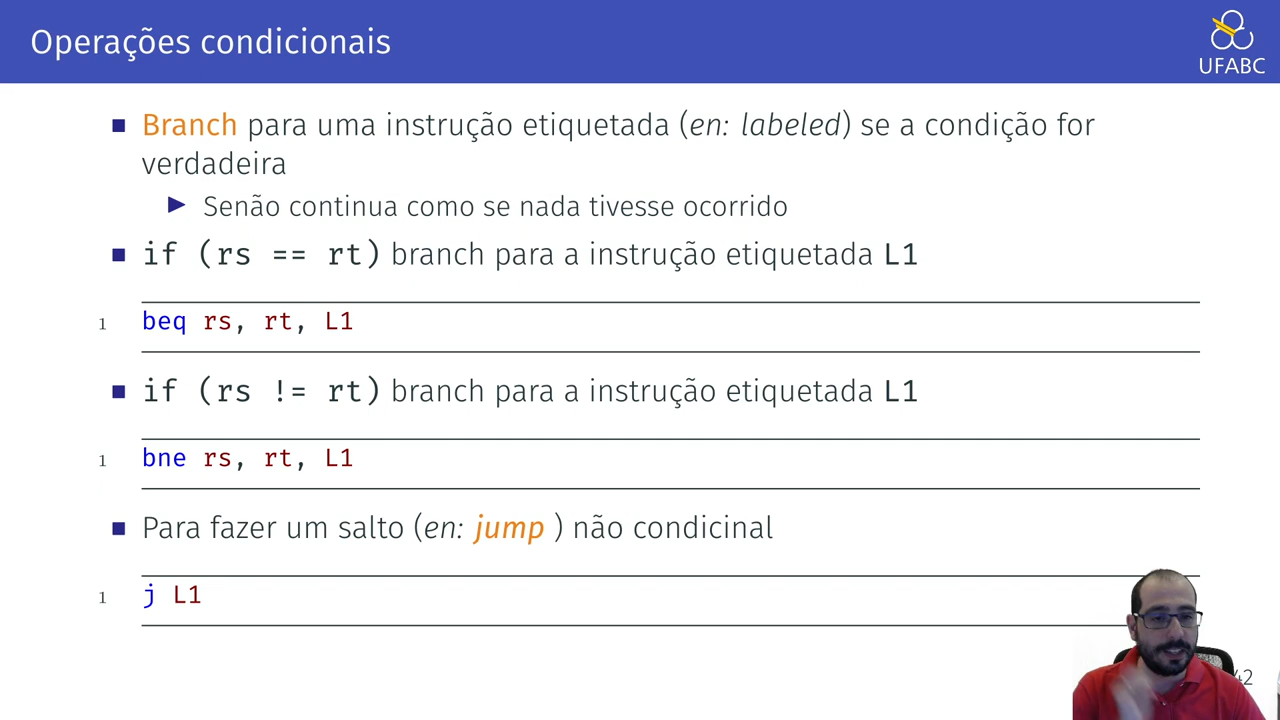 Operações condicionais
UFABC
Branch para uma instrução etiquetada (en: labeled) se a condição for
verdadeira
Senão continua como se nada tivesse ocorrido
if (rs == rt) branch para a instrução etiquetada L1
1 beq rs, rt, L1
if (rs != rt) branch para a instrução etiquetada L1
1 bne rs, rt, L1
Para fazer um salto (en: jump ) não condicinal
1 j L1
42